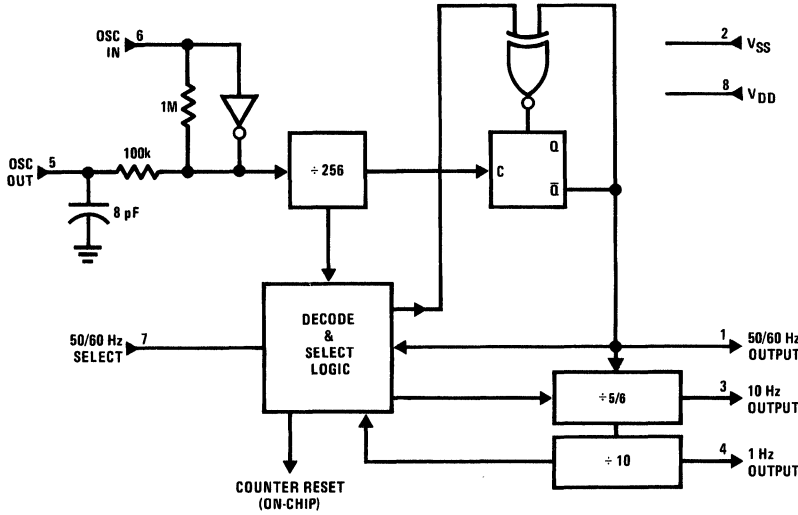 OSC 6
IN
1M
OSC 5
OUT
100k
8 pF
÷ 256
C
Q
Q̅
2 VSS
8 VDD
50/60 Hz 7
SELECT
DECODE
&
SELECT
LOGIC
1 50/60 Hz
OUTPUT
÷ 5/6
3 10 Hz
OUTPUT
÷ 10
4 1 Hz
OUTPUT
COUNTER RESET
(ON-CHIP)